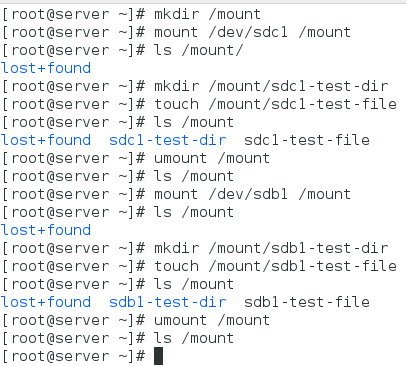 [root@server ~]# mkdir /mount
[root@server ~]# mount /dev/sdc1 /mount
[root@server ~]# ls /mount/
lost+found
[root@server ~]# mkdir /mount/sdc1-test-dir
[root@server ~]# touch /mount/sdc1-test-file
[root@server ~]# ls /mount
lost+found  sdc1-test-dir  sdc1-test-file
[root@server ~]# umount /mount
[root@server ~]# ls /mount
[root@server ~]# mount /dev/sdb1 /mount
[root@server ~]# ls /mount
lost+found
[root@server ~]# mkdir /mount/sdb1-test-dir
[root@server ~]# touch /mount/sdb1-test-file
[root@server ~]# ls /mount
lost+found  sdb1-test-dir  sdb1-test-file
[root@server ~]# umount /mount
[root@server ~]# ls /mount
[root@server ~]#